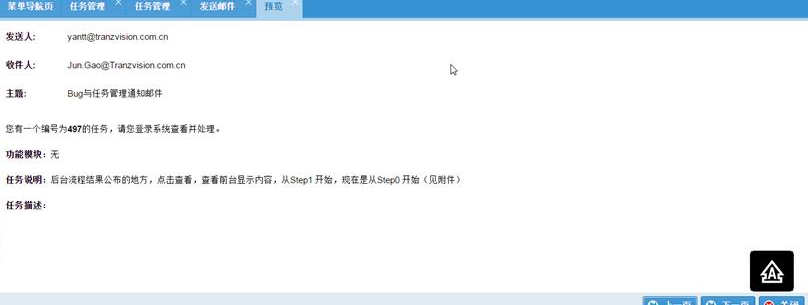 菜单导航页 任务管理 任务管理 发送邮件 预览
发送人: yantt@tranzvision.com.cn
收件人: Jun.Gao@Tranzvision.com.cn
主题: Bug与任务管理通知邮件
您有一个编号为497的任务，请您登录系统查看并处理。
功能模块：无
任务说明：后台流程结果公布的地方，点击查看，查看前台显示内容，从Step1 开始，现在是从Step0 开始（见附件）
任务描述：
上一页 下一页 关闭